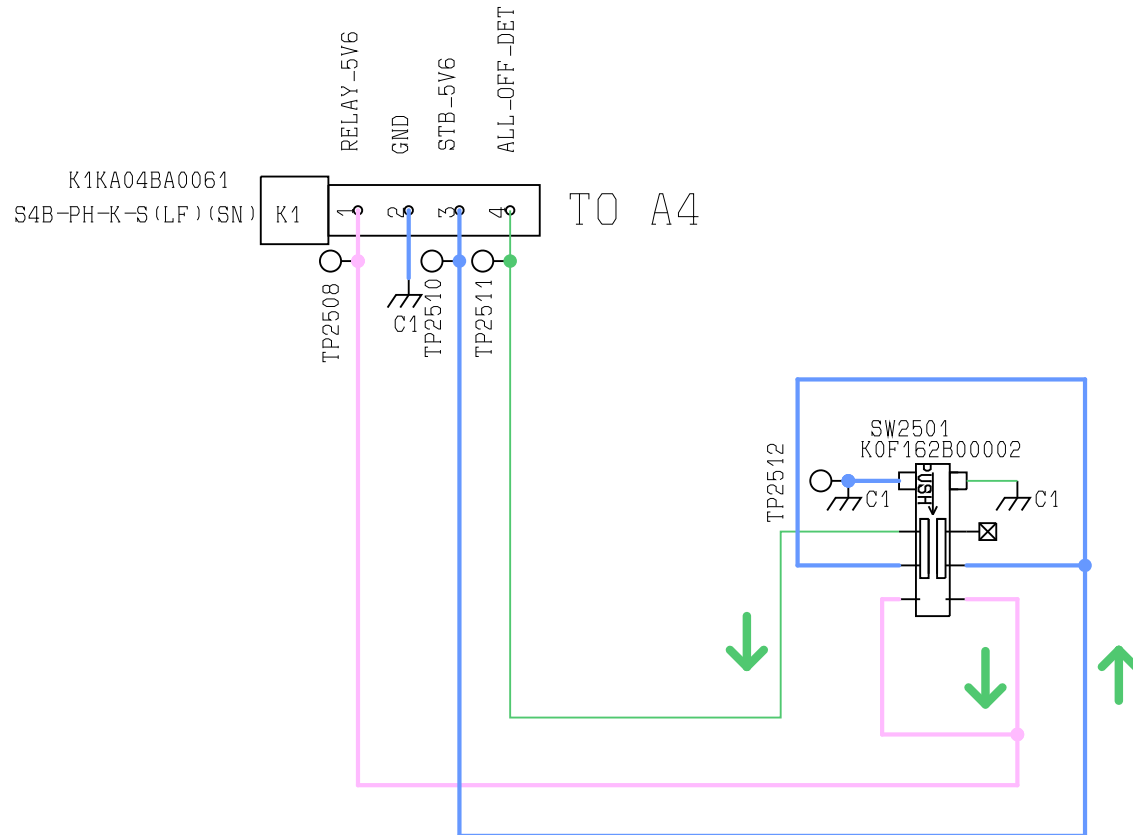 RELAY-5V6
GND
STB-5V6
ALL-OFF-DET
K1KA04BA0061
S4B-PH-K-S(LF)(SN)
K1
1
2
3
4
TO A4
TP2508
C1
TP2510
TP2511
SW2501
K0F162B00002
TP2512
PUSH
C1
C1